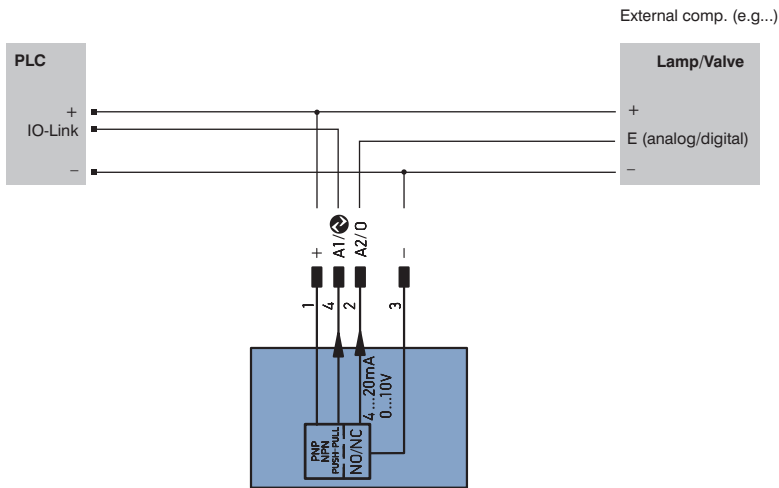 External comp. (e.g...)
PLC
Lamp/Valve
+
+
IO-Link
E (analog/digital)
–
–
+
A1/
A2/ O
–
1
4
2
3
4 ...20mA
0...10V
PNP
NPN
PUSH-PULL
NO/NC